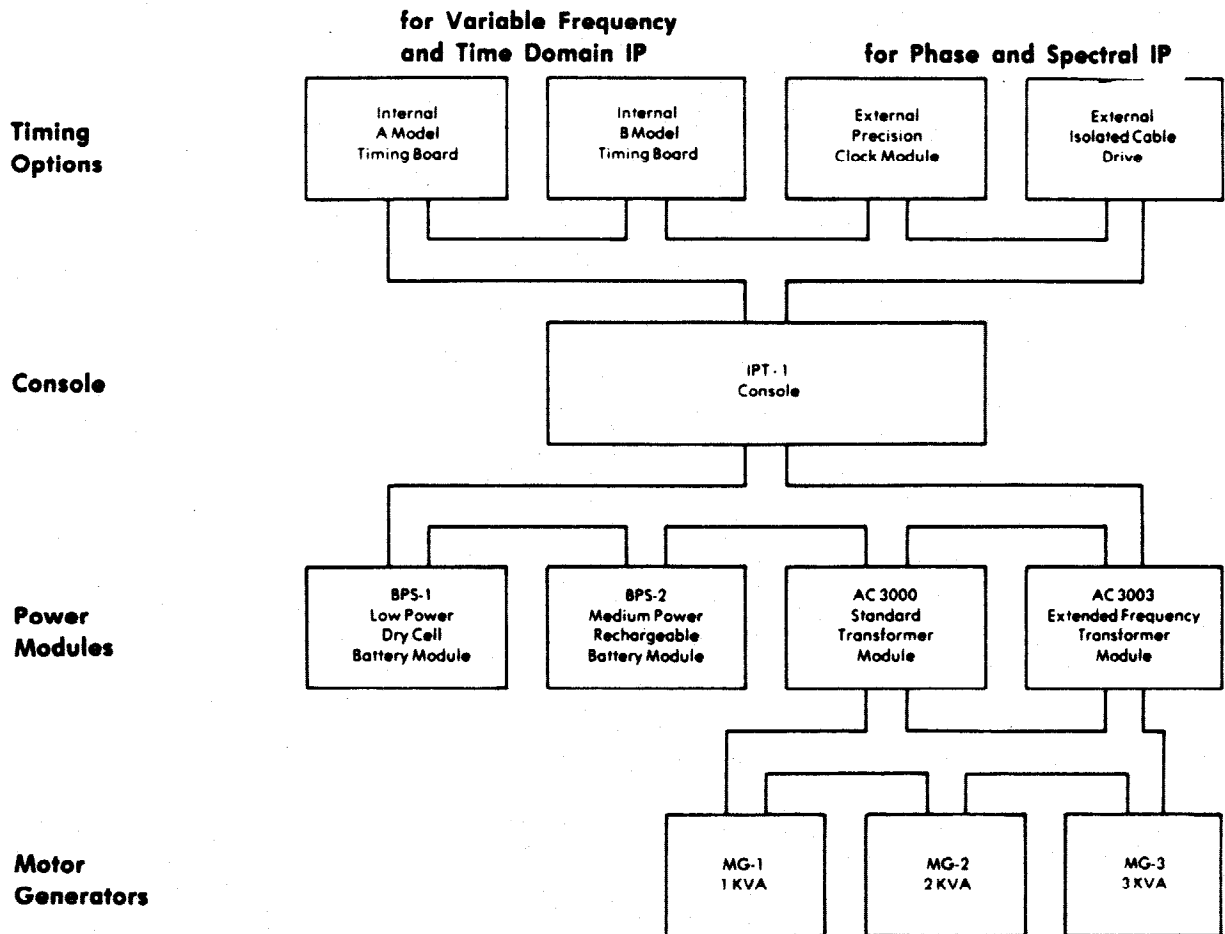 for Variable Frequency
and Time Domain IP
for Phase and Spectral IP
Timing
Options
Internal
A Model
Timing Board
Internal
B Model
Timing Board
External
Precision
Clock Module
External
Isolated Cable
Drive
Console
IPT-1
Console
Power
Modules
BPS-1
Low Power
Dry Cell
Battery Module
BPS-2
Medium Power
Rechargeable
Battery Module
AC 3000
Standard
Transformer
Module
AC 3003
Extended Frequency
Transformer
Module
Motor
Generators
MG-1
1 KVA
MG-2
2 KVA
MG-3
3 KVA